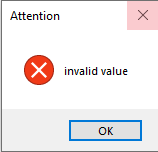 Attention
invalid value
OK